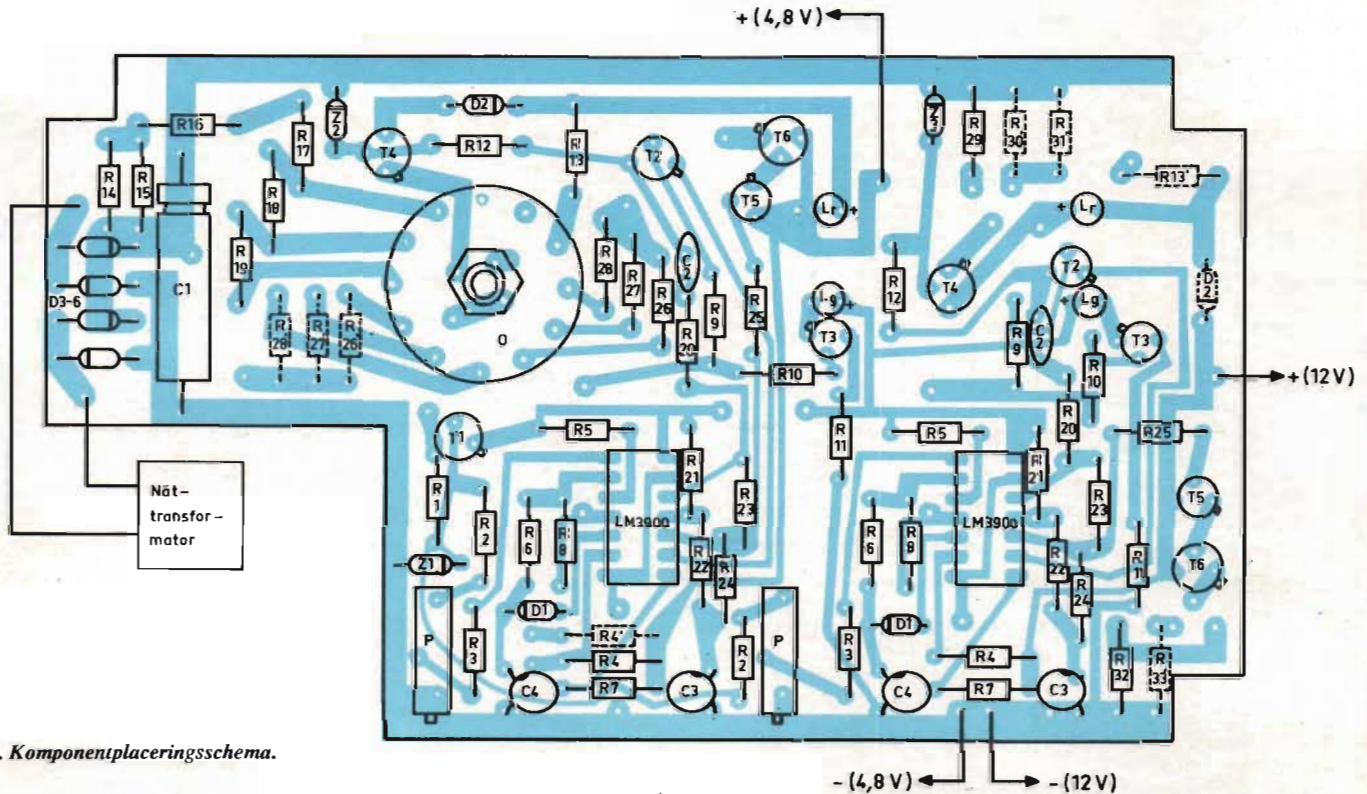 + (4,8 V)
R16
Z2
D2
T6
Z3
T4
R12
R 13
T2'
R 17
R 29
R 30
R 31
R 14
R 15
T5
Lr +
+ Lr
R13'
R 18
R 19
C1
D3-6
R 28
R 27
R 26
C 2
R 9
R 25
R 20
R 12
T4
T2
+ Lg
D 2
R 28
R 27
R 26
O
Lg +
T3
R 9
C 2
R 10
T3
R10
+ (12 V)
T1
R5
R 11
R5
R 20
R25
R 1
R 2
R 21
R 23
R 21
R 23
T5
Nät-
transfor-
mator
R 6
R 8
LM3900
R 22
R 24
R 6
R 8
LM3900
R 22
R 24
R 11
T6
Z1
D1
D1
P
R 3
R4'
R4
R7
C4
C3
R 2
P
R 3
C4
R4
R7
C3
R 32
R 33
. Komponentplaceringsschema.
- (4,8 V)
- (12 V)